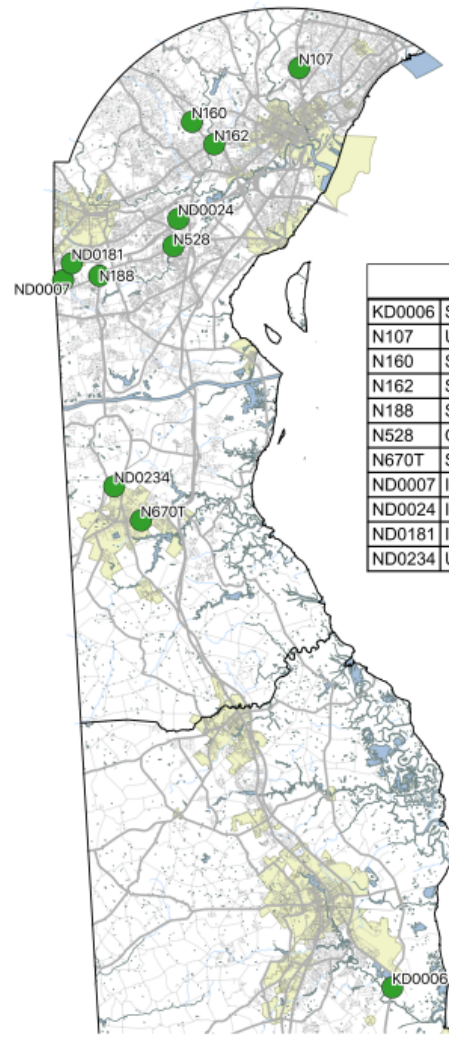 N107
N160
N162
ND0024
N528
ND0181
N188
ND0007
ND0234
N670T
KD0006
KD0006 S
N107 U
N160 S
N162 S
N188 S
N528
N670T S
ND0007 I
ND0024 I
ND0181 I
ND0234 U